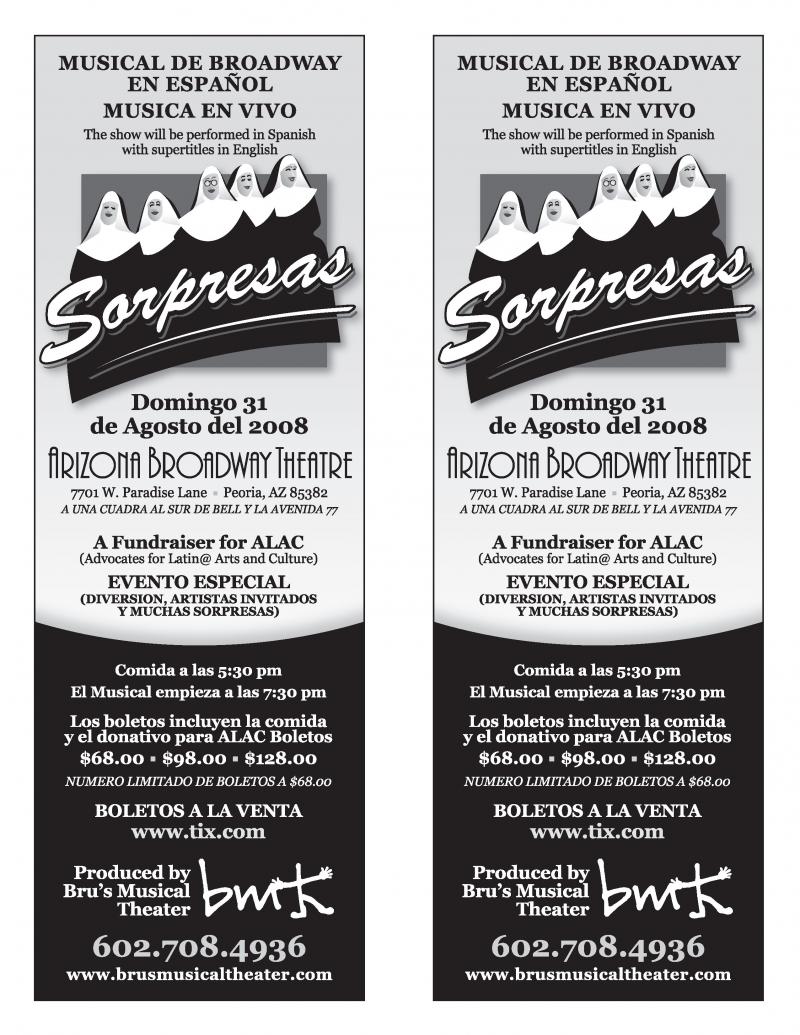 MUSICAL DE BROADWAY
EN ESPAÑOL
MUSICA EN VIVO
The show will be performed in Spanish
with supertitles in English
Sorpresas
Domingo 31
de Agosto del 2008
ARIZONA BROADWAY THEATRE
7701 W. Paradise Lane ▪ Peoria, AZ 85382
A UNA CUADRA AL SUR DE BELL Y LA AVENIDA 77
A Fundraiser for ALAC
(Advocates for Latin@ Arts and Culture)
EVENTO ESPECIAL
(DIVERSION, ARTISTAS INVITADOS
Y MUCHAS SORPRESAS)
Comida a las 5:30 pm
El Musical empieza a las 7:30 pm
Los boletos incluyen la comida
y el donativo para ALAC Boletos
$68.00 ▪ $98.00 ▪ $128.00
NUMERO LIMITADO DE BOLETOS A $68.00
BOLETOS A LA VENTA
www.tix.com
Produced by
Bru's Musical
Theater
bmt
602.708.4936
www.brusmusicaltheater.com
MUSICAL DE BROADWAY
EN ESPAÑOL
MUSICA EN VIVO
The show will be performed in Spanish
with supertitles in English
Sorpresas
Domingo 31
de Agosto del 2008
ARIZONA BROADWAY THEATRE
7701 W. Paradise Lane ▪ Peoria, AZ 85382
A UNA CUADRA AL SUR DE BELL Y LA AVENIDA 77
A Fundraiser for ALAC
(Advocates for Latin@ Arts and Culture)
EVENTO ESPECIAL
(DIVERSION, ARTISTAS INVITADOS
Y MUCHAS SORPRESAS)
Comida a las 5:30 pm
El Musical empieza a las 7:30 pm
Los boletos incluyen la comida
y el donativo para ALAC Boletos
$68.00 ▪ $98.00 ▪ $128.00
NUMERO LIMITADO DE BOLETOS A $68.00
BOLETOS A LA VENTA
www.tix.com
Produced by
Bru's Musical
Theater
bmt
602.708.4936
www.brusmusicaltheater.com